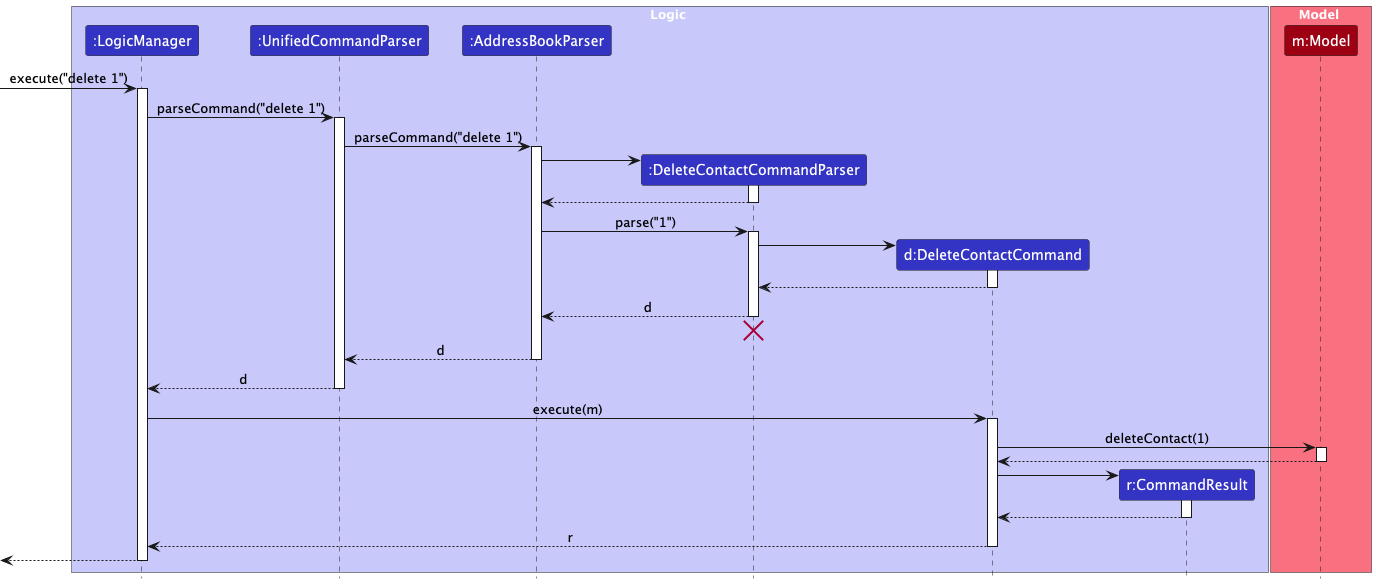 Logic
Model
:LogicManager
:UnifiedCommandParser
:AddressBookParser
m:Model
execute("delete 1")
parseCommand("delete 1")
parseCommand("delete 1")
:DeleteContactCommandParser
parse("1")
d:DeleteContactCommand
d
d
d
execute(m)
deleteContact(1)
r:CommandResult
r